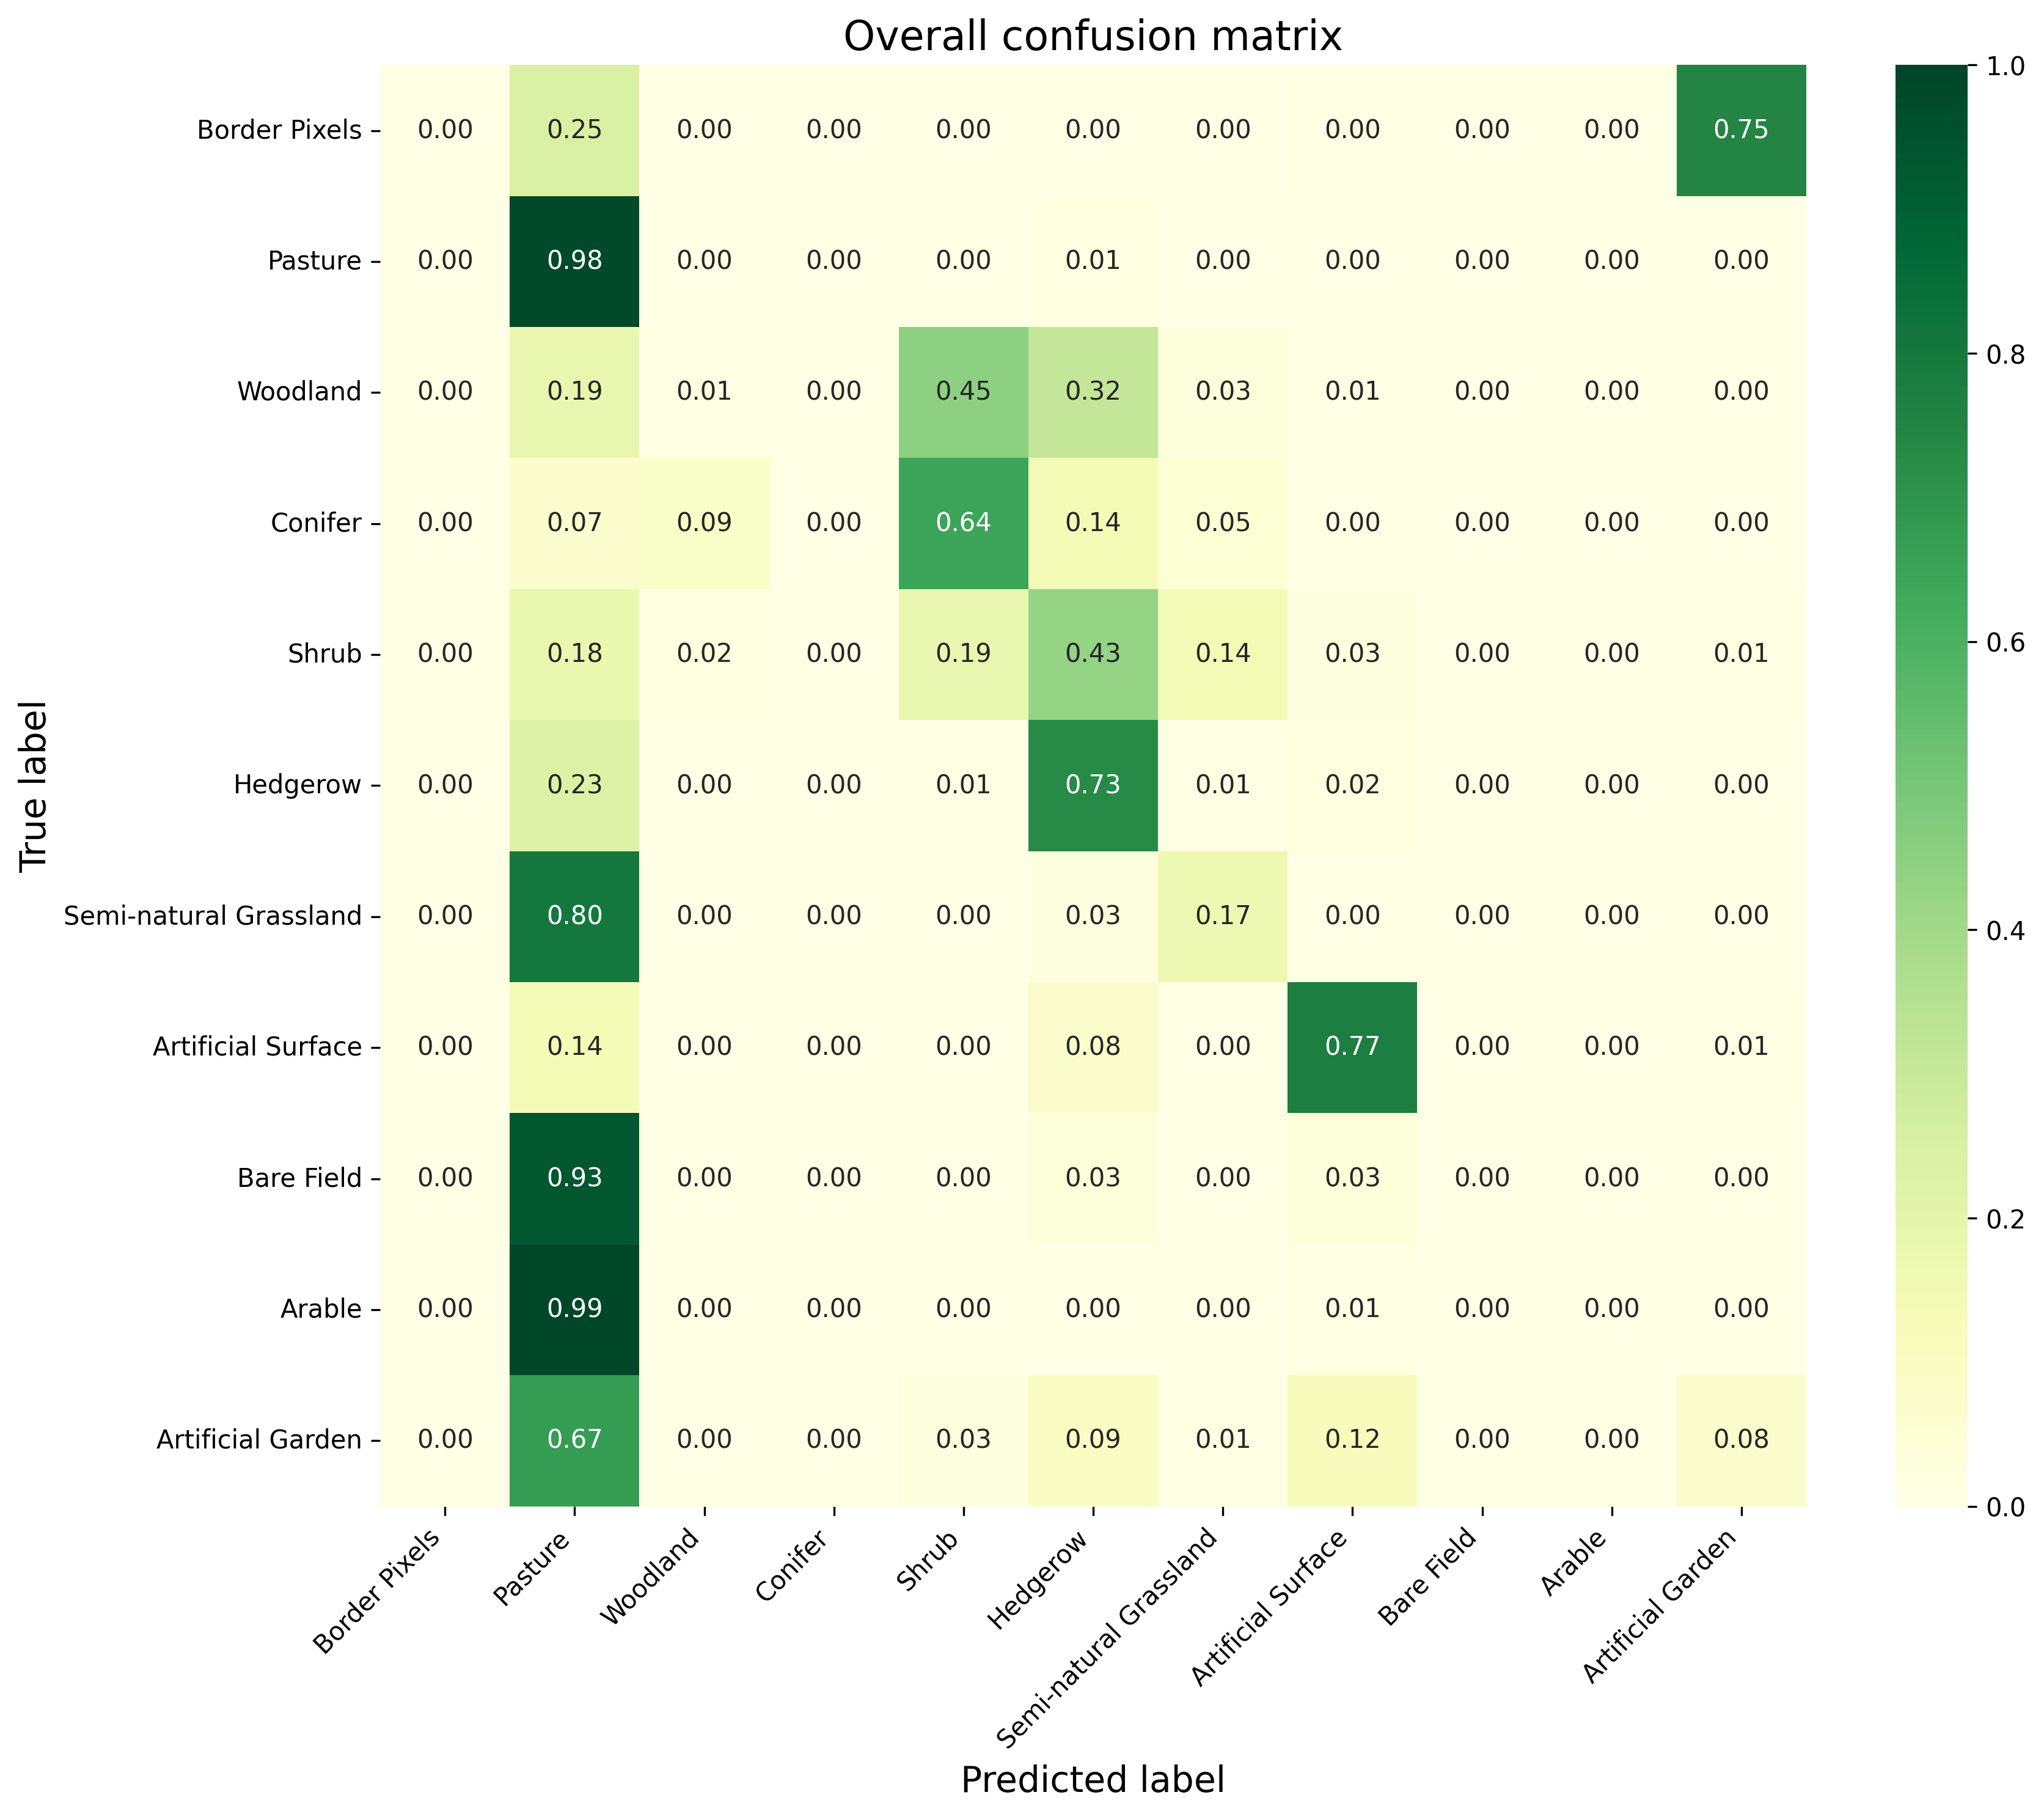 Overall confusion matrix
Border Pixels 0.00 0.25 0.00 0.00 0.00 0.00 0.00 0.00 0.00 0.00 0.75
Pasture 0.00 0.98 0.00 0.00 0.00 0.01 0.00 0.00 0.00 0.00 0.00
Woodland 0.00 0.19 0.01 0.00 0.45 0.32 0.03 0.01 0.00 0.00 0.00
Conifer 0.00 0.07 0.09 0.00 0.64 0.14 0.05 0.00 0.00 0.00 0.00
Shrub 0.00 0.18 0.02 0.00 0.19 0.43 0.14 0.03 0.00 0.00 0.01
Hedgerow 0.00 0.23 0.00 0.00 0.01 0.73 0.01 0.02 0.00 0.00 0.00
Semi-natural Grassland 0.00 0.80 0.00 0.00 0.00 0.03 0.17 0.00 0.00 0.00 0.00
Artificial Surface 0.00 0.14 0.00 0.00 0.00 0.08 0.00 0.77 0.00 0.00 0.01
Bare Field 0.00 0.93 0.00 0.00 0.00 0.03 0.00 0.03 0.00 0.00 0.00
Arable 0.00 0.99 0.00 0.00 0.00 0.00 0.00 0.01 0.00 0.00 0.00
Artificial Garden 0.00 0.67 0.00 0.00 0.03 0.09 0.01 0.12 0.00 0.00 0.08
True label
Border Pixels
Pasture
Woodland
Conifer
Shrub
Hedgerow
Semi-natural Grassland
Artificial Surface
Bare Field
Arable
Artificial Garden
Predicted label
1.0
0.8
0.6
0.4
0.2
0.0